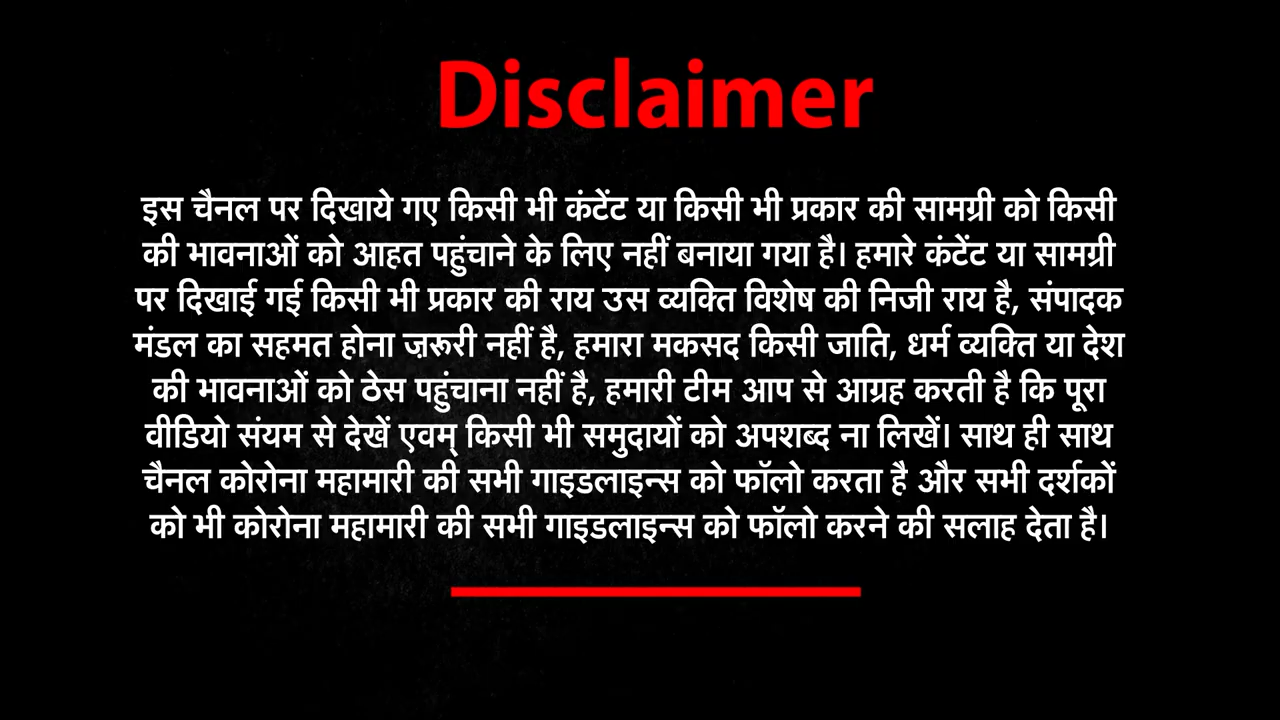 Disclaimer
इस चैनल पर दिखाये गए किसी भी कंटेंट या किसी भी प्रकार की सामग्री को किसी
की भावनाओं को आहत पहुंचाने के लिए नहीं बनाया गया है। हमारे कंटेंट या सामग्री
पर दिखाई गई किसी भी प्रकार की राय उस व्यक्ति विशेष की निजी राय है, संपादक
मंडल का सहमत होना ज़रूरी नहीं है, हमारा मकसद किसी जाति, धर्म व्यक्ति या देश
की भावनाओं को ठेस पहुंचाना नहीं है, हमारी टीम आप से आग्रह करती है कि पूरा
वीडियो संयम से देखें एवम् किसी भी समुदायों को अपशब्द ना लिखें। साथ ही साथ
चैनल कोरोना महामारी की सभी गाइडलाइन्स को फॉलो करता है और सभी दर्शकों
को भी कोरोना महामारी की सभी गाइडलाइन्स को फॉलो करने की सलाह देता है।